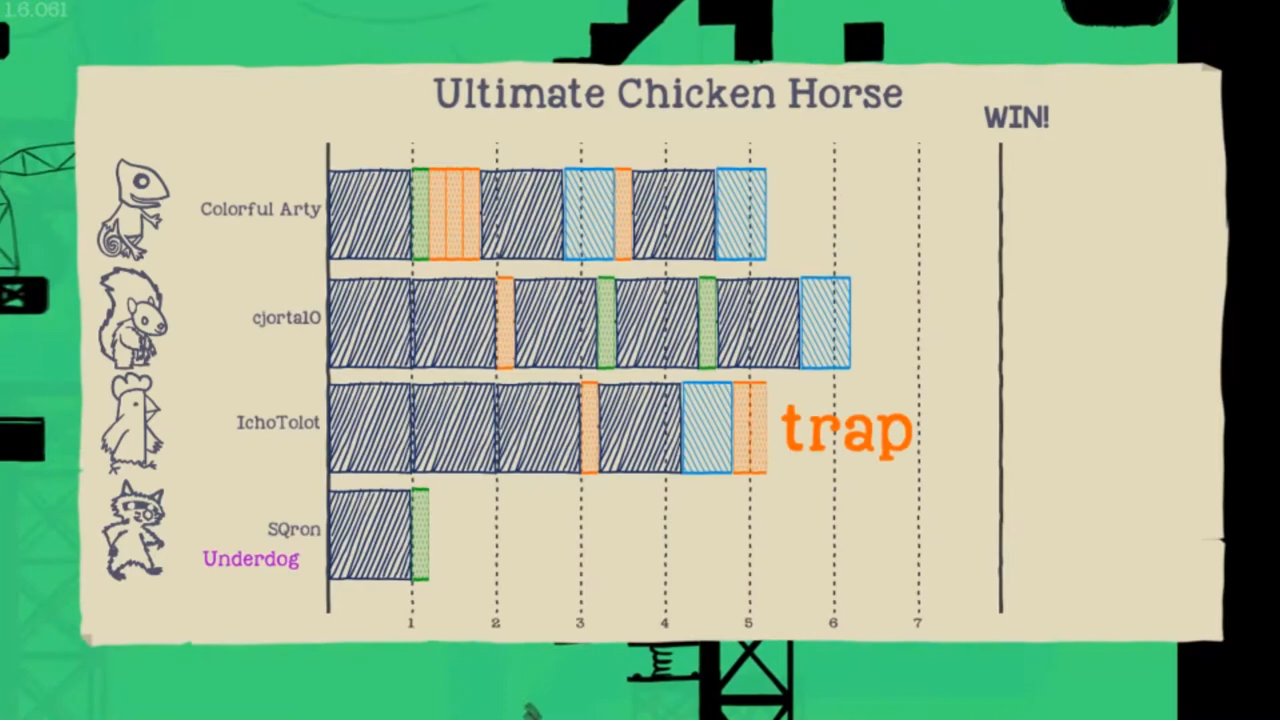 1.6.061
Ultimate Chicken Horse
WIN!
Colorful Arty
cjorta10
IchoTolot
trap
SQron
Underdog
1 2 3 4 5 6 7